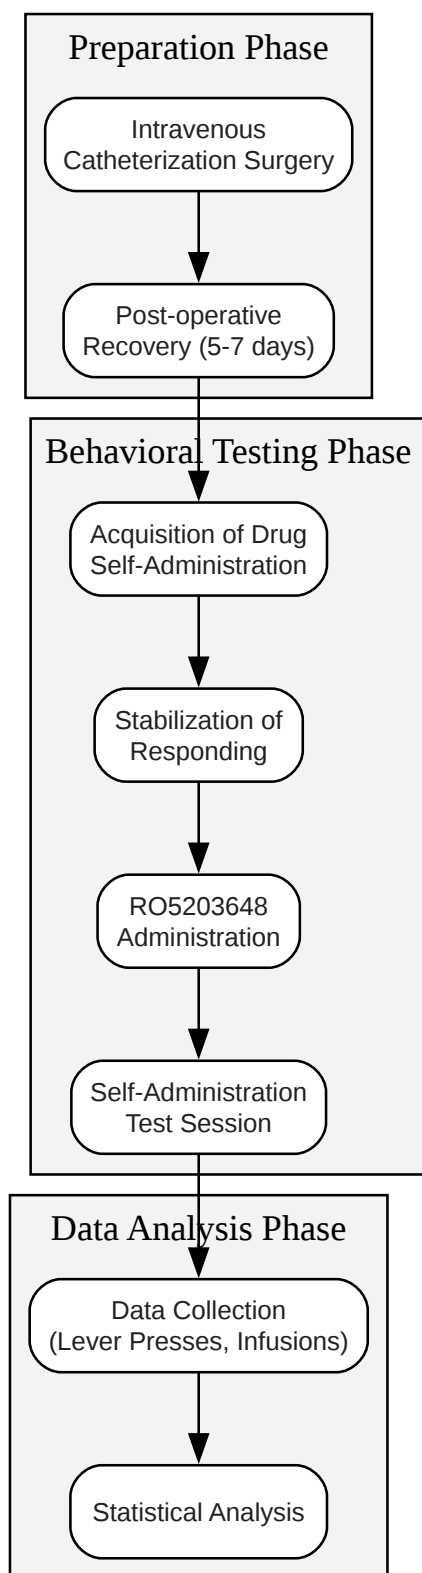 Preparation Phase
Intravenous
Catheterization Surgery
Post-operative
Recovery (5-7 days)
Behavioral Testing Phase
Acquisition of Drug
Self-Administration
Stabilization of
Responding
RO5203648
Administration
Self-Administration
Test Session
Data Analysis Phase
Data Collection
(Lever Presses, Infusions)
Statistical Analysis